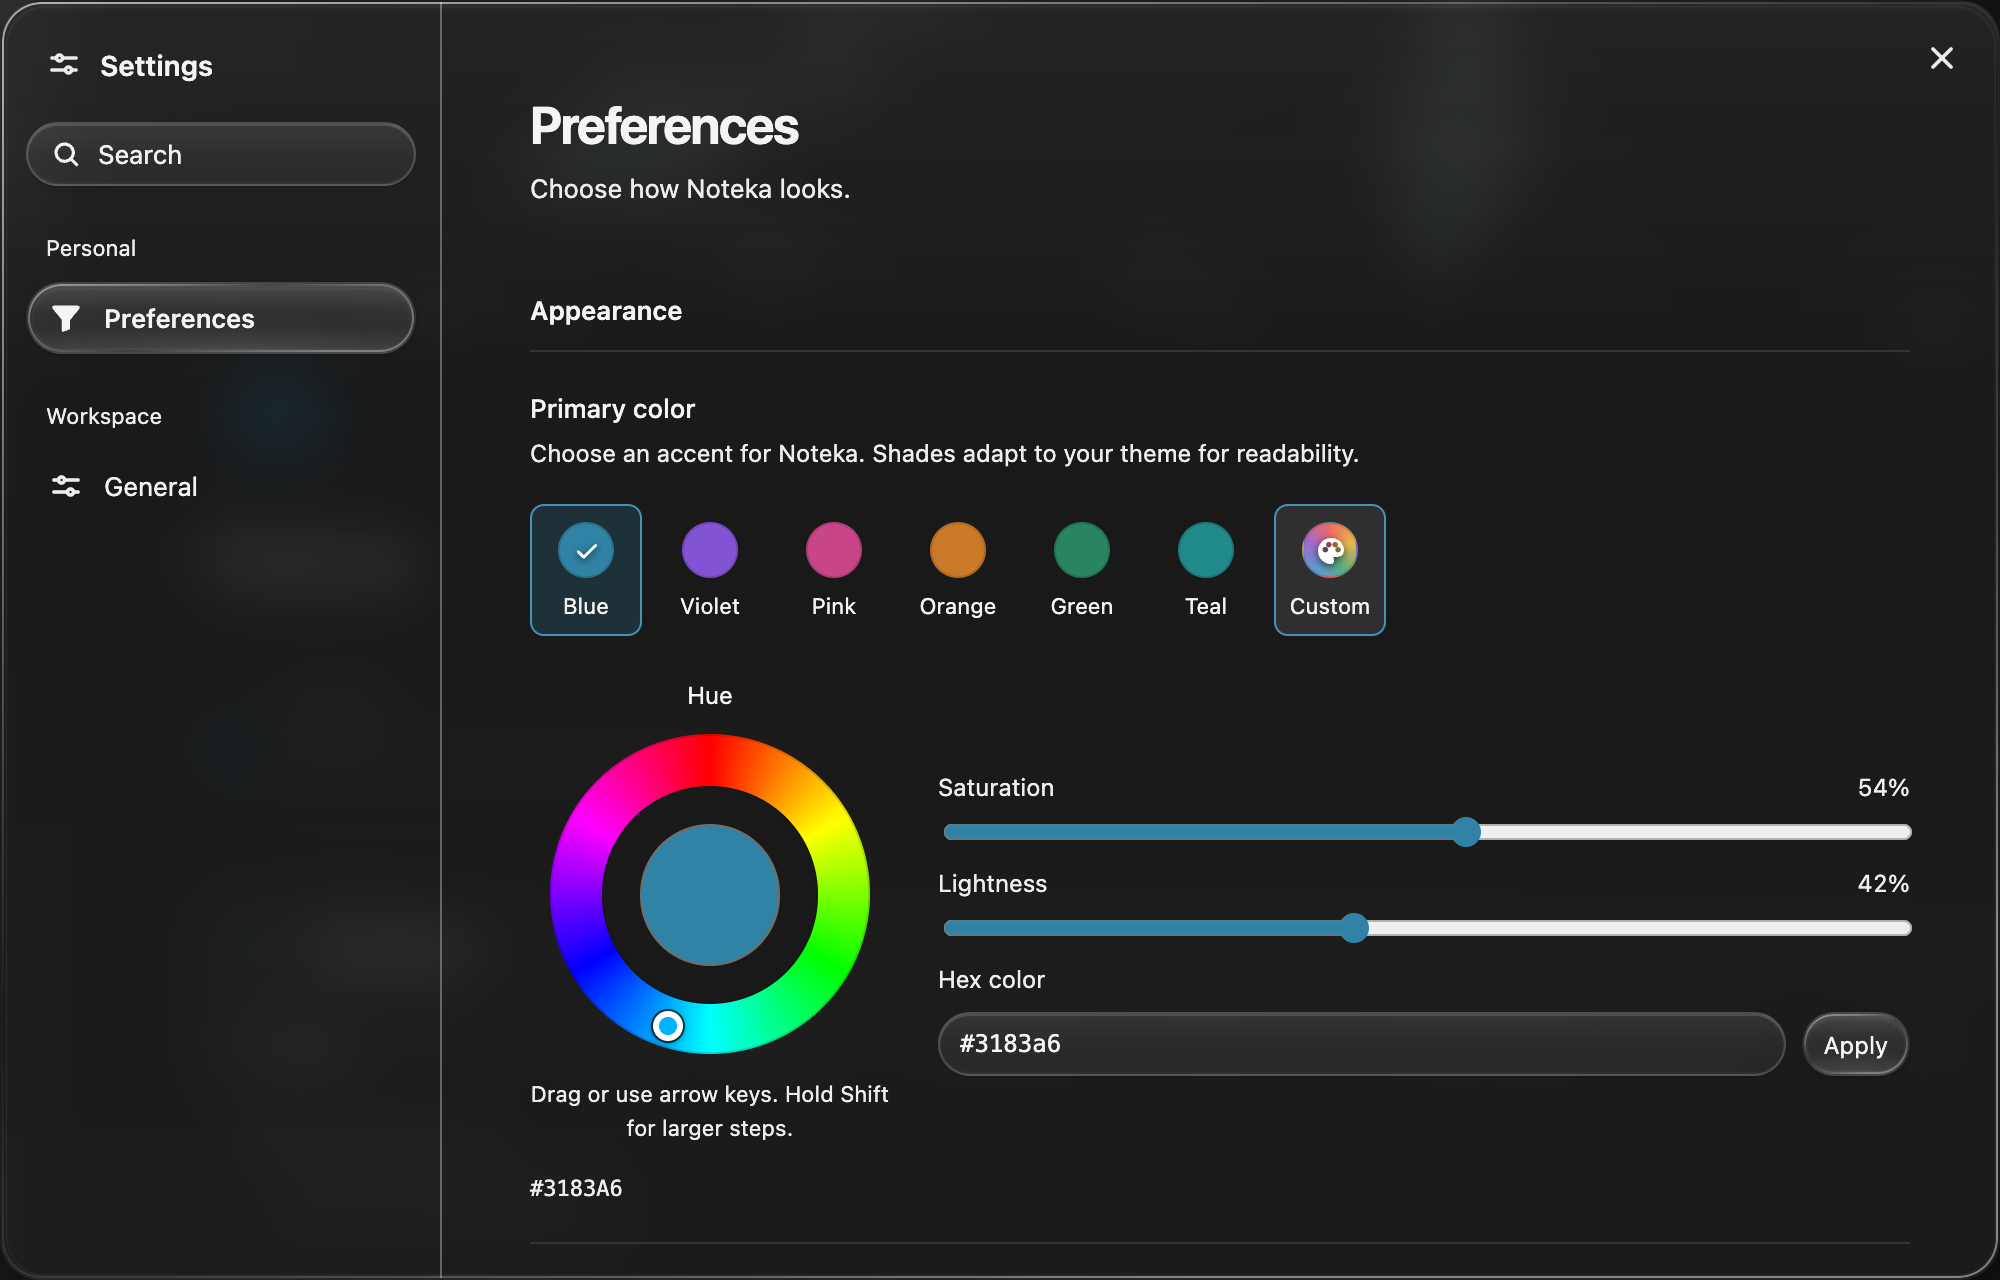 Settings
Search
Personal
Preferences
Workspace
General
Preferences
Choose how Noteka looks.
Appearance
Primary color
Choose an accent for Noteka. Shades adapt to your theme for readability.
Blue
Violet
Pink
Orange
Green
Teal
Custom
Hue
Drag or use arrow keys. Hold Shift
for larger steps.
#3183A6
Saturation 54%
Lightness 42%
Hex color
#3183a6
Apply